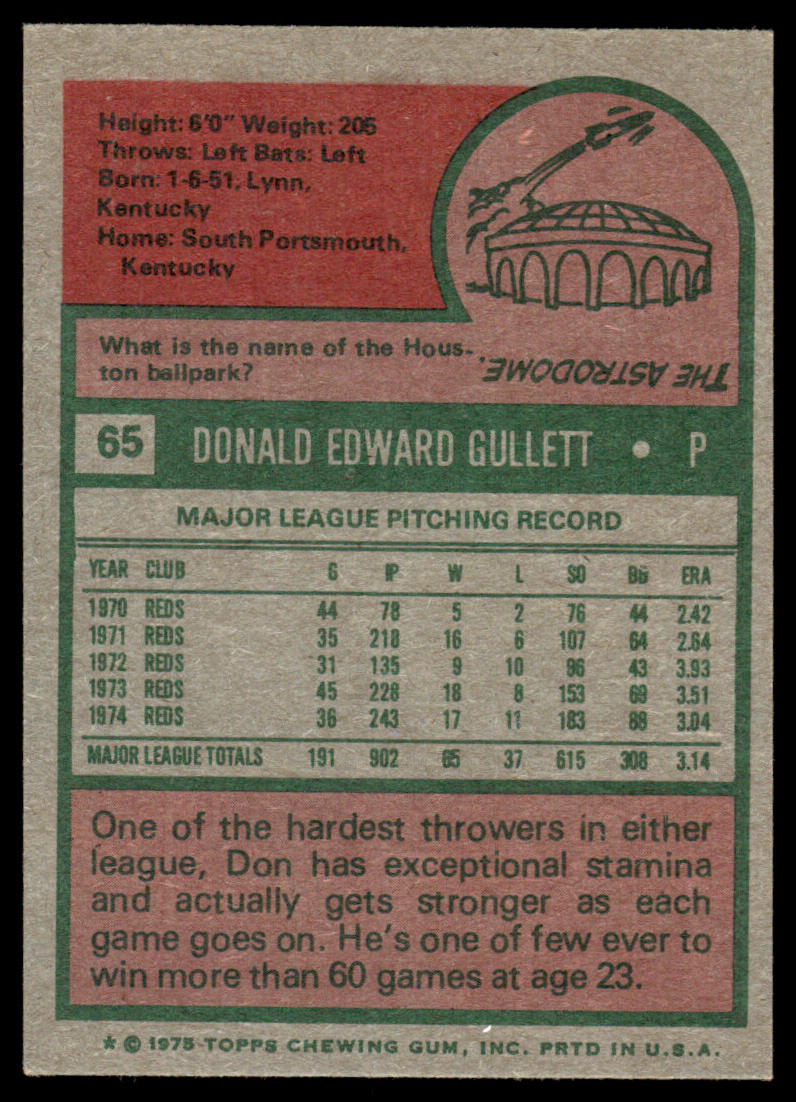 Height: 6'0" Weight: 205
Throws: Left Bats: Left
Born: 1-6-51, Lynn,
Kentucky
Home: South Portsmouth,
Kentucky
What is the name of the Hous-
ton ballpark?
THE ASTRODOME.
65 DONALD EDWARD GULLETT • P
MAJOR LEAGUE PITCHING RECORD
YEAR CLUB G IP W L SO BB ERA
1970 REDS 44 78 5 2 76 44 2.42
1971 REDS 35 218 16 6 107 64 2.64
1972 REDS 31 135 9 10 96 43 3.93
1973 REDS 45 228 18 8 153 69 3.51
1974 REDS 36 243 17 11 183 88 3.04
MAJOR LEAGUE TOTALS 191 902 65 37 615 308 3.14
One of the hardest throwers in either
league, Don has exceptional stamina
and actually gets stronger as each
game goes on. He's one of few ever to
win more than 60 games at age 23.
* © 1975 TOPPS CHEWING GUM, INC. PRTD IN U.S.A.